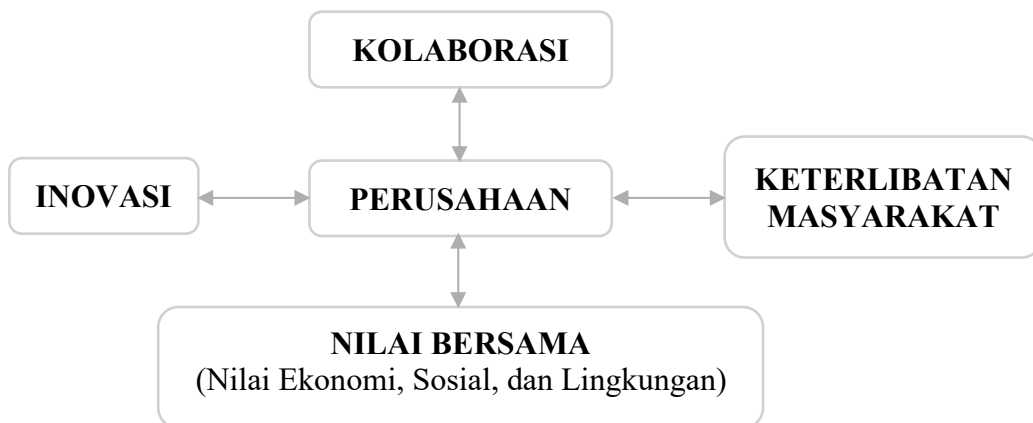 KOLABORASI
INOVASI
PERUSAHAAN
KETERLIBATAN
MASYARAKAT
NILAI BERSAMA
(Nilai Ekonomi, Sosial, dan Lingkungan)